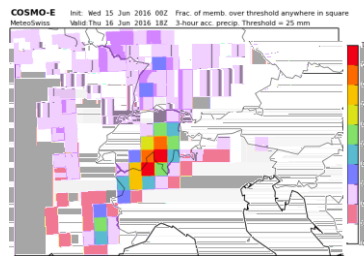 COSMO-E Init: Wed 15 Jun 2016 00Z Frac. of memb. over threshold anywhere in square
MeteoSwiss Valid:Thu 16 Jun 2016 18Z 3-hour acc. precip. Threshold = 25 mm